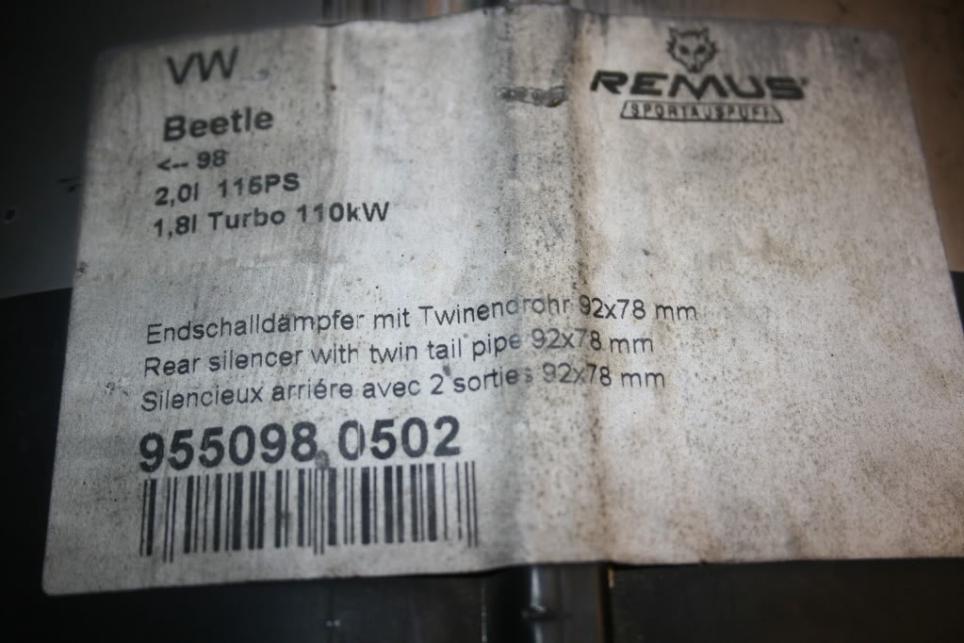 VW
Beetle
<-- 98
2,0l 115PS
1,8l Turbo 110kW
REMUS
SPORTAUSPUFF
Endschalldämpfer mit Twinendrohr 92x78 mm
Rear silencer with twin tail pipe 92x78 mm
Silencieux arriére avec 2 sorties 92x78 mm
955098 0502